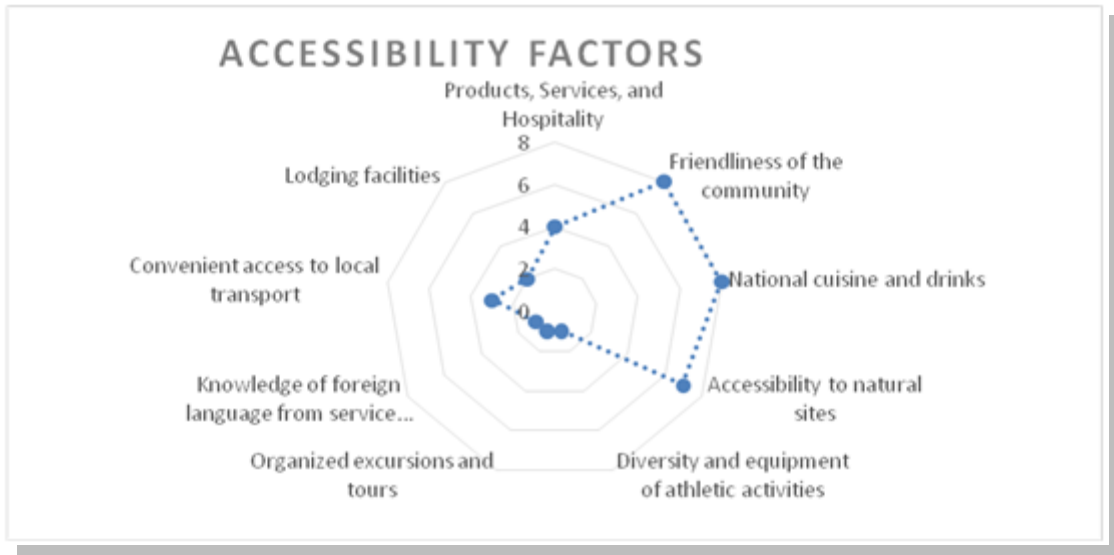 ACCESSIBILITY FACTORS
Products, Services, and
Hospitality
8
6
4
2
0
Friendliness of the
community
National cuisine and drinks
Accessibility to natural
sites
Diversity and equipment
of athletic activities
Organized excursions and
tours
Knowledge of foreign
language from service...
Convenient access to local
transport
Lodging facilities